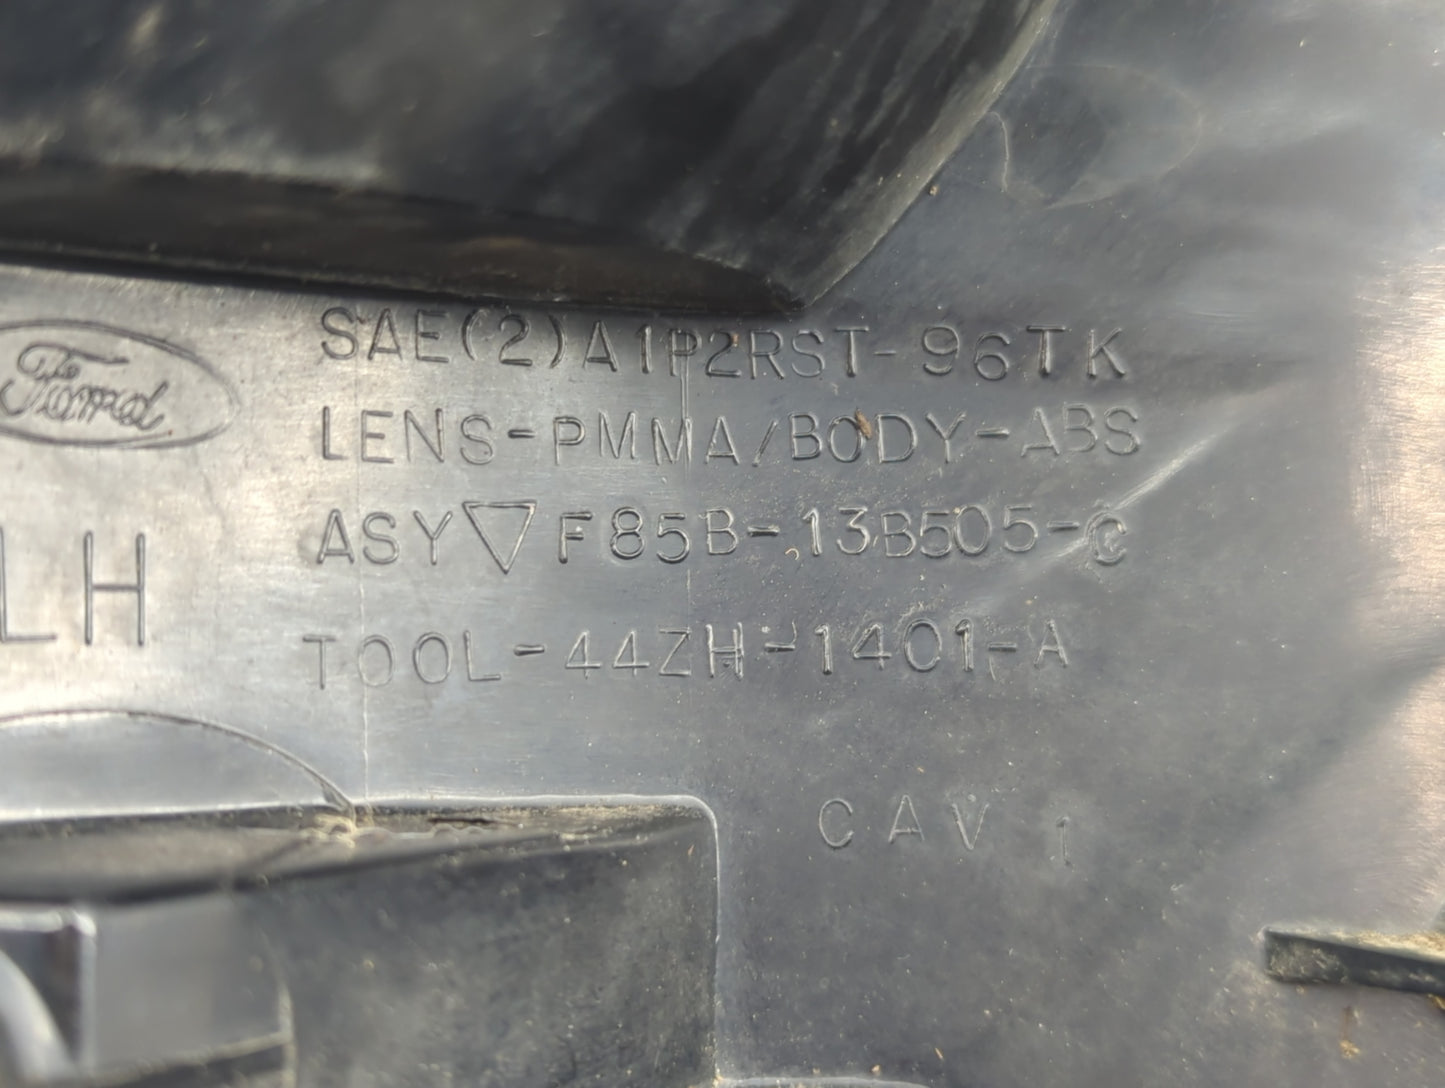 Ford
SAE(2)A1P2RST-96TK
LENS-PMMA/BODY-ABS
ASY▽F85B-13B505-C
LH
TOOL-44ZH-1401-A
CAV 1